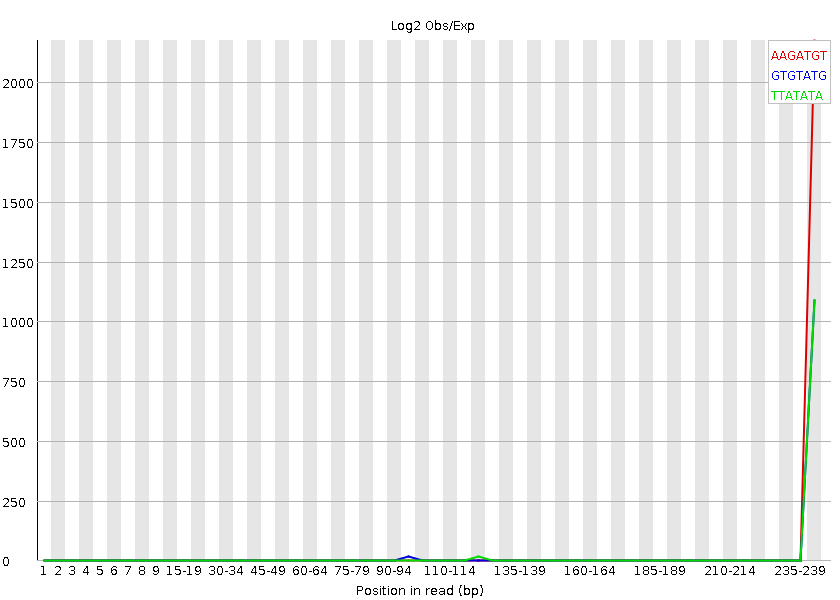 Log2 Obs/Exp
AAGATGT
GTGTATG
TTATATA
2000
1750
1500
1250
1000
750
500
250
0
1 2 3 4 5 6 7 8 9 15-19 30-34 45-49 60-64 75-79 90-94 110-114 135-139 160-164 185-189 210-214 235-239
Position in read (bp)